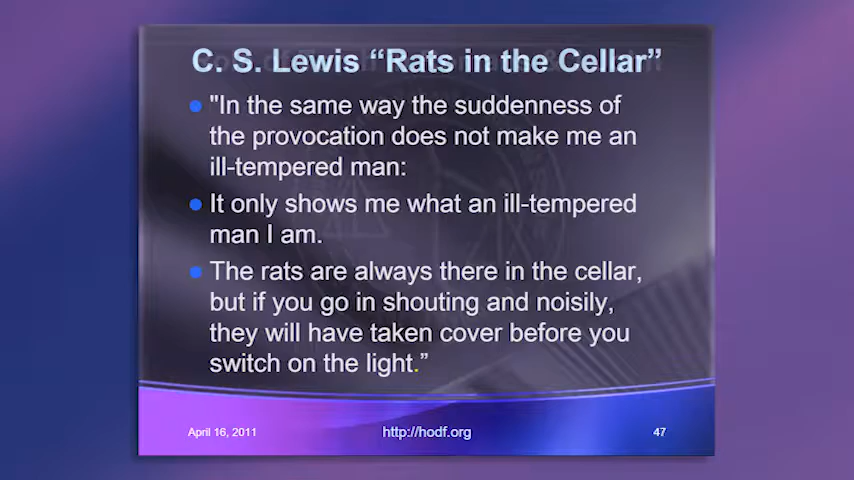 C. S. Lewis “Rats in the Cellar”
"In the same way the suddenness of
the provocation does not make me an
ill-tempered man:
It only shows me what an ill-tempered
man I am.
The rats are always there in the cellar,
but if you go in shouting and noisily,
they will have taken cover before you
switch on the light.”
April 16, 2011
http://hodf.org
47